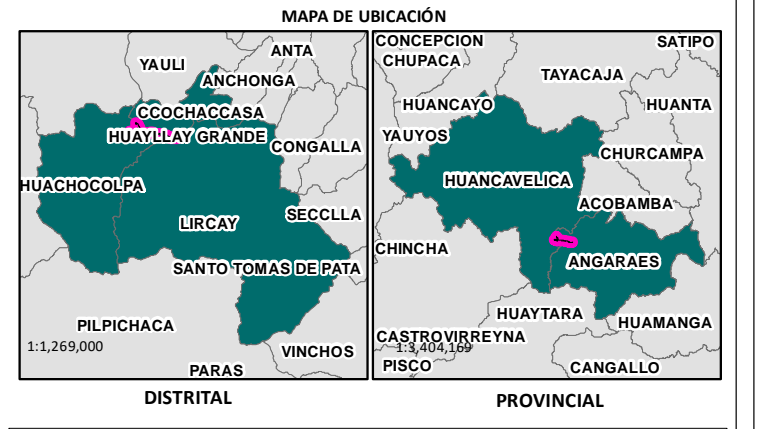 MAPA DE UBICACIÓN
YAULI
ANTA
ANCHONGA
CCOCHACCASA
HUAYLLAY GRANDE
CONGALLA
HUACHOCOLPA
LIRCAY
SECCLLA
SANTO TOMAS DE PATA
PILPICHACA
1:1,269,000
VINCHOS
PARAS
DISTRITAL
CONCEPCION
SATIPO
CHUPACA
TAYACAJA
HUANCAYO
HUANTA
YAUYOS
CHURCAMPA
HUANCAVELICA
ACOBAMBA
CHINCHA
ANGARAES
HUAYTARA
HUAMANGA
CASTROVIRREYNA
1:3,404,169
PISCO
CANGALLO
PROVINCIAL